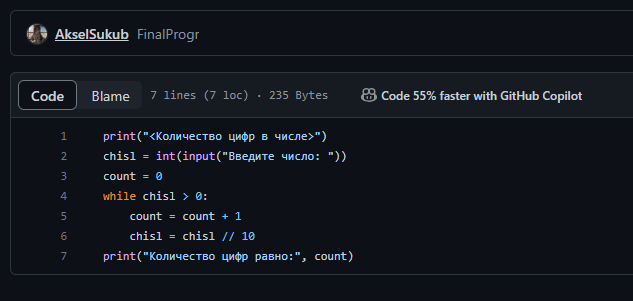 AkselSukub FinalProgr
Code Blame 7 lines (7 loc) · 235 Bytes Code 55% faster with GitHub Copilot
1 print("<Количество цифр в числе>")
2 chisl = int(input("Введите число: "))
3 count = 0
4 while chisl > 0:
5     count = count + 1
6     chisl = chisl // 10
7 print("Количество цифр равно:", count)